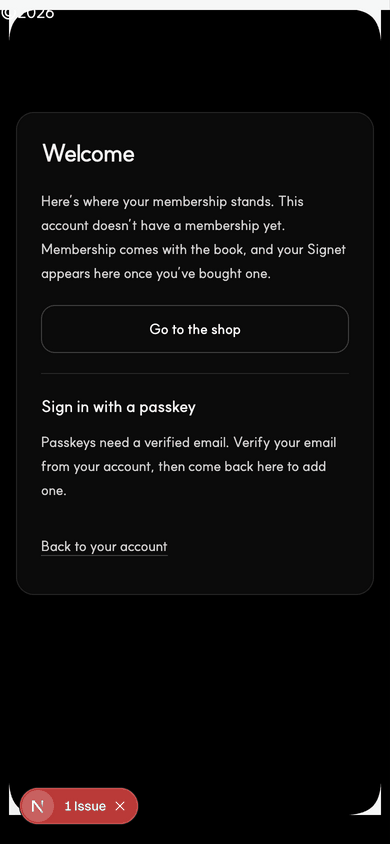 ©2026
Welcome
Here's where your membership stands. This
account doesn't have a membership yet.
Membership comes with the book, and your Signet
appears here once you've bought one.
Go to the shop
Sign in with a passkey
Passkeys need a verified email. Verify your email
from your account, then come back here to add
one.
Back to your account
N 1 Issue